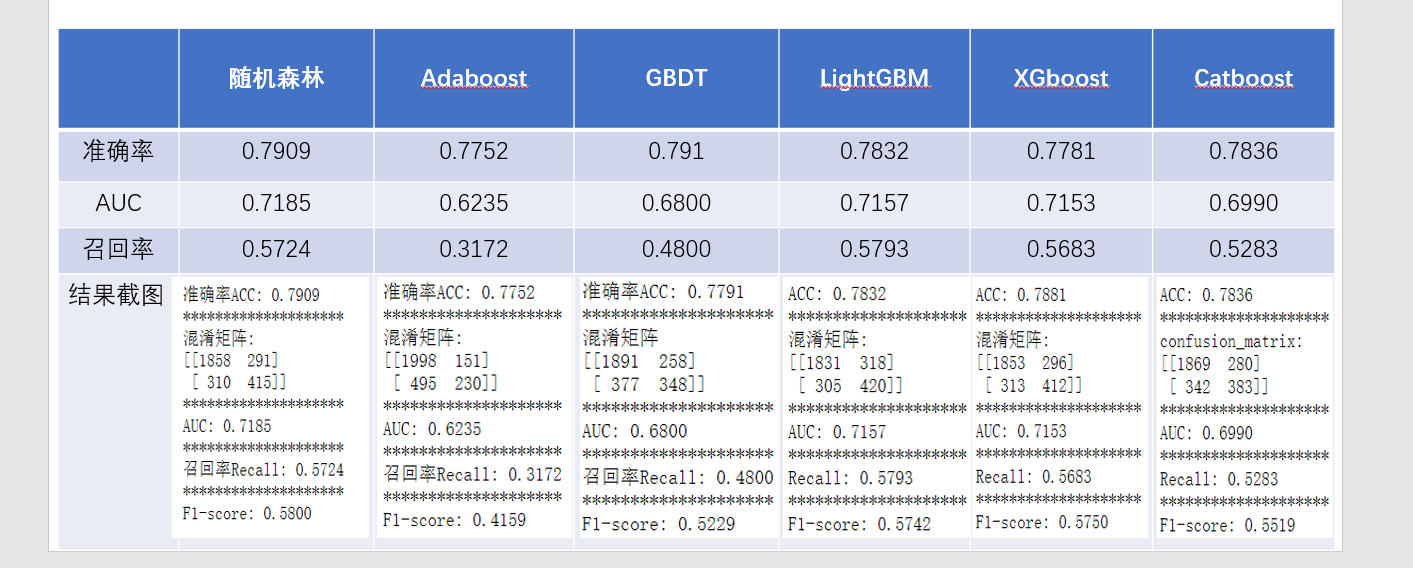 随机森林 Adaboost GBDT LightGBM XGboost Catboost
准确率 0.7909 0.7752 0.791 0.7832 0.7781 0.7836
AUC 0.7185 0.6235 0.6800 0.7157 0.7153 0.6990
召回率 0.5724 0.3172 0.4800 0.5793 0.5683 0.5283
结果截图
准确率ACC: 0.7909
********************
混淆矩阵:
[[1858 291]
[ 310 415]]
********************
AUC: 0.7185
********************
召回率Recall: 0.5724
********************
F1-score: 0.5800
准确率ACC: 0.7752
********************
混淆矩阵:
[[1998 151]
[ 495 230]]
********************
AUC: 0.6235
********************
召回率Recall: 0.3172
********************
F1-score: 0.4159
准确率ACC: 0.7791
********************
混淆矩阵
[[1891 258]
[ 377 348]]
********************
AUC: 0.6800
********************
召回率Recall: 0.4800
********************
F1-score: 0.5229
ACC: 0.7832
********************
混淆矩阵:
[[1831 318]
[ 305 420]]
********************
AUC: 0.7157
********************
Recall: 0.5793
********************
F1-score: 0.5742
ACC: 0.7881
********************
混淆矩阵:
[[1853 296]
[ 313 412]]
********************
AUC: 0.7153
********************
Recall: 0.5683
********************
F1-score: 0.5750
ACC: 0.7836
********************
confusion_matrix:
[[1869 280]
[ 342 383]]
********************
AUC: 0.6990
********************
Recall: 0.5283
********************
F1-score: 0.5519